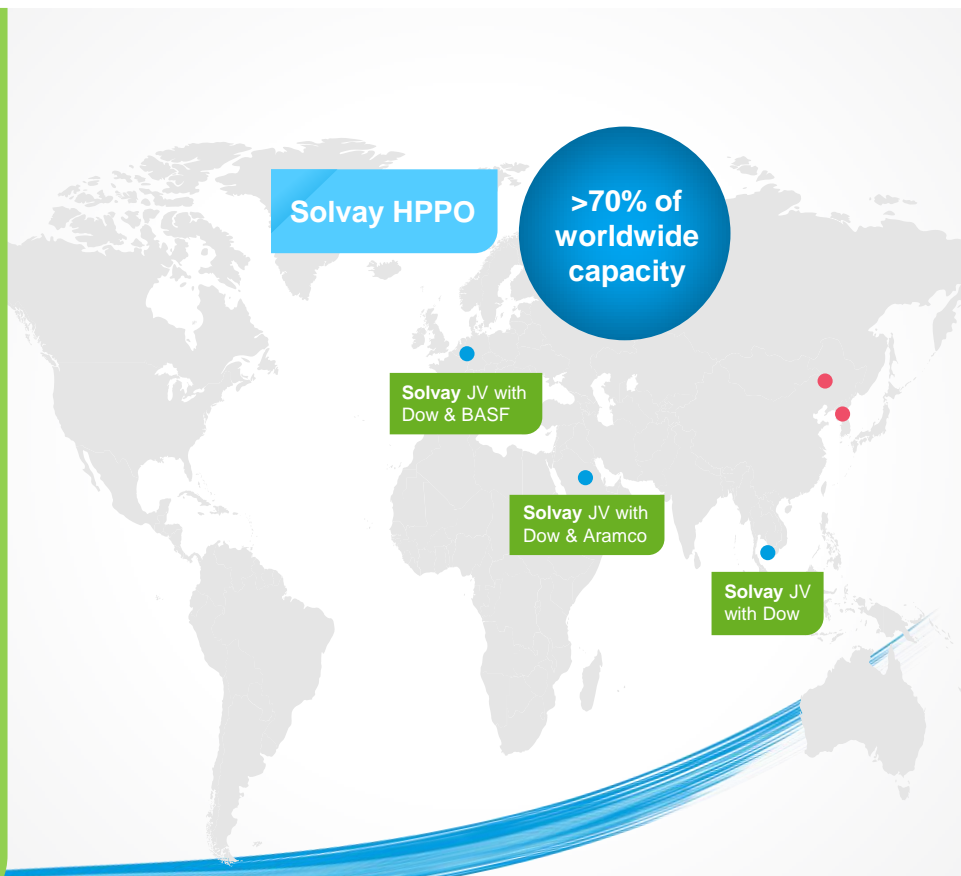 Solvay HPPO
>70% of
worldwide
capacity
Solvay JV with
Dow & BASF
Solvay JV with
Dow & Aramco
Solvay JV
with Dow